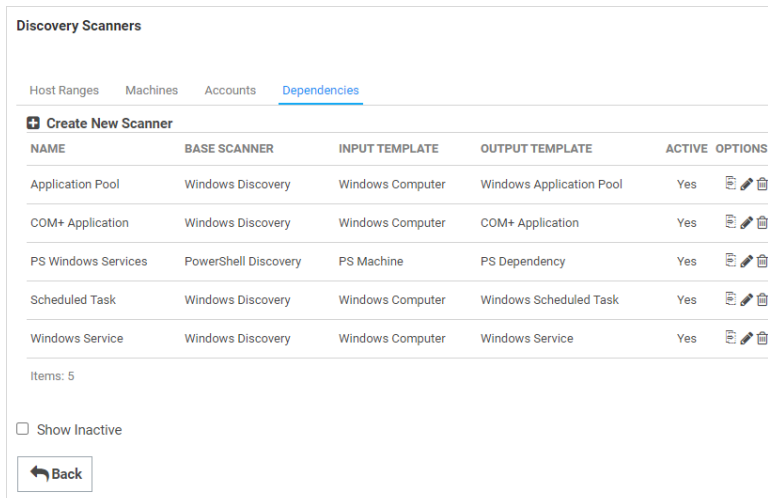 Discovery Scanners
Host Ranges Machines Accounts Dependencies
Create New Scanner
NAME BASE SCANNER INPUT TEMPLATE OUTPUT TEMPLATE ACTIVE OPTIONS
Application Pool Windows Discovery Windows Computer Windows Application Pool Yes
COM+ Application Windows Discovery Windows Computer COM+ Application Yes
PS Windows Services PowerShell Discovery PS Machine PS Dependency Yes
Scheduled Task Windows Discovery Windows Computer Windows Scheduled Task Yes
Windows Service Windows Discovery Windows Computer Windows Service Yes
Items: 5
Show Inactive
Back